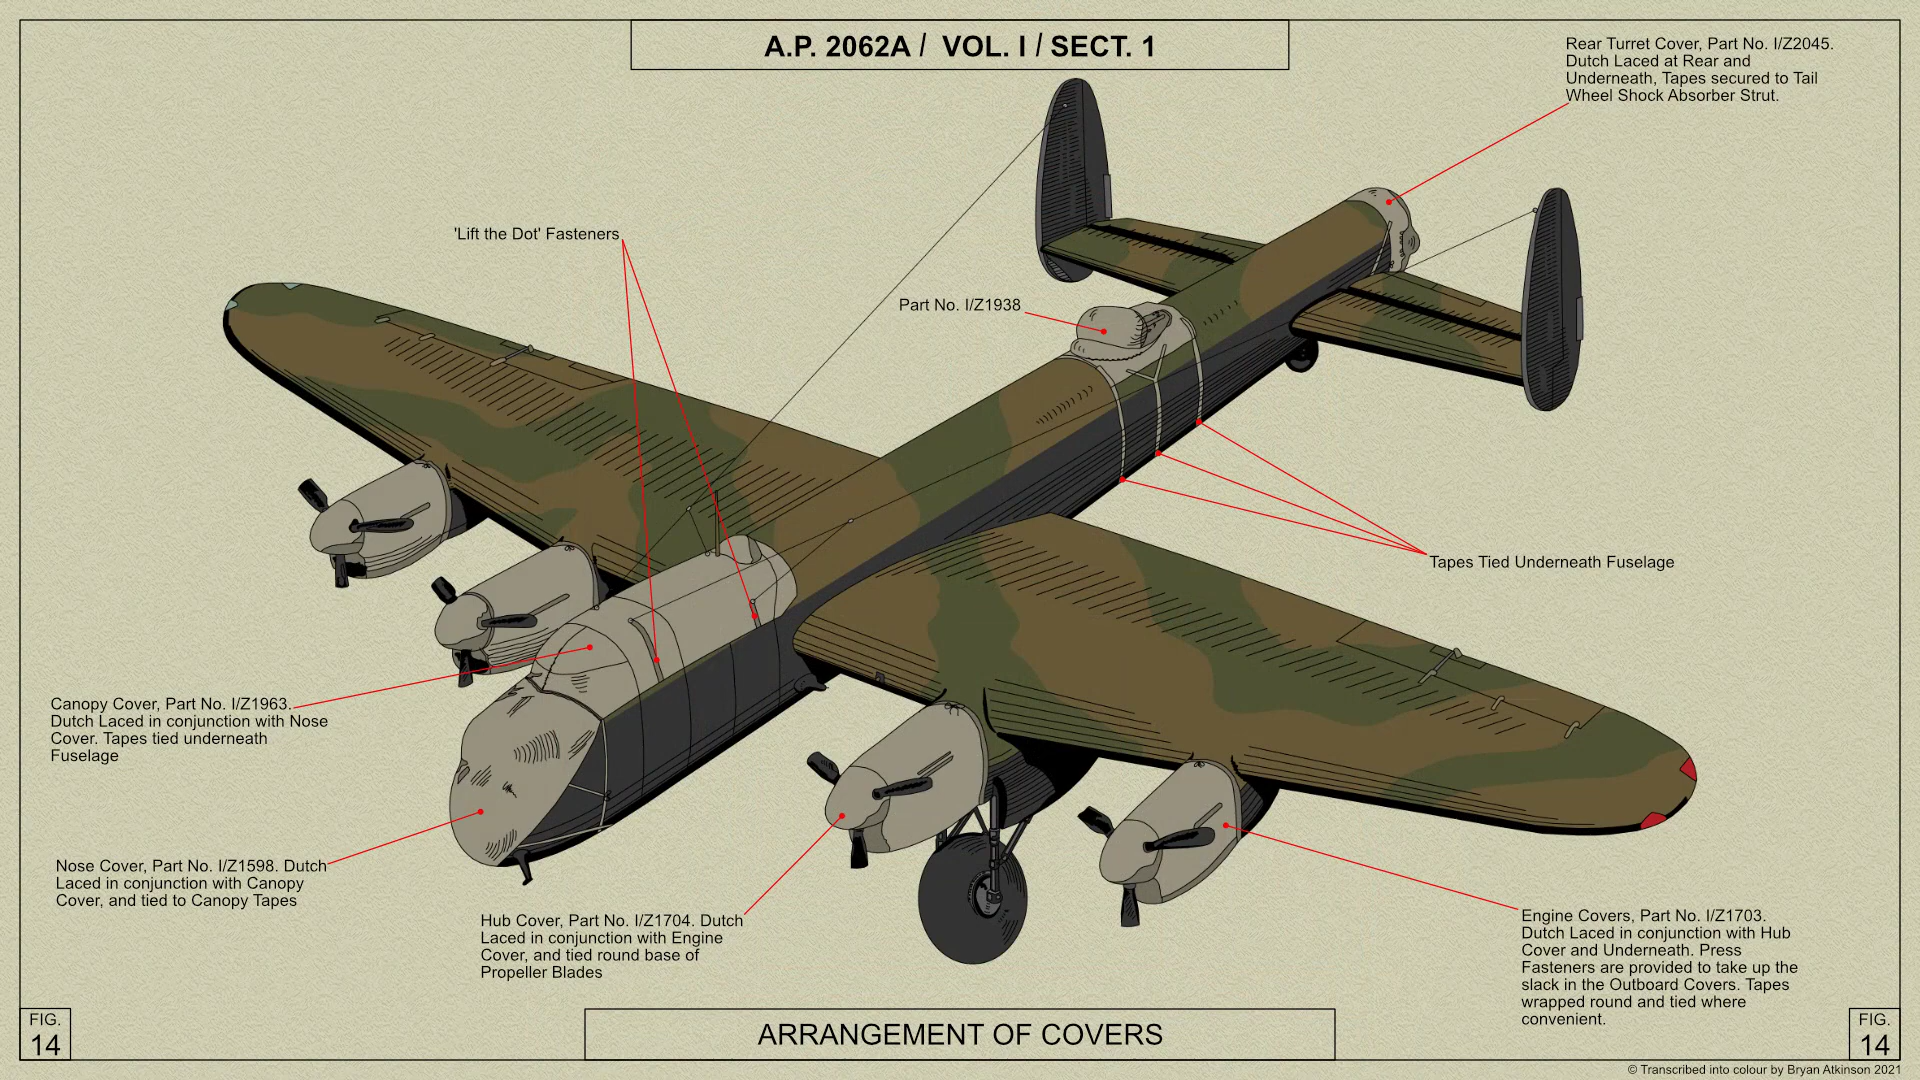 A.P. 2062A / VOL. I / SECT. 1
Rear Turret Cover, Part No. I/Z2045.
Dutch Laced at Rear and
Underneath, Tapes secured to Tail
Wheel Shock Absorber Strut.
'Lift the Dot' Fasteners
Part No. I/Z1938
Tapes Tied Underneath Fuselage
Canopy Cover, Part No. I/Z1963.
Dutch Laced in conjunction with Nose
Cover. Tapes tied underneath
Fuselage
Nose Cover, Part No. I/Z1598. Dutch
Laced in conjunction with Canopy
Cover, and tied to Canopy Tapes
Hub Cover, Part No. I/Z1704. Dutch
Laced in conjunction with Engine
Cover, and tied round base of
Propeller Blades
Engine Covers, Part No. I/Z1703.
Dutch Laced in conjunction with Hub
Cover and Underneath. Press
Fasteners are provided to take up the
slack in the Outboard Covers. Tapes
wrapped round and tied where
convenient.
FIG.
14
ARRANGEMENT OF COVERS
FIG.
14
© Transcribed into colour by Bryan Atkinson 2021